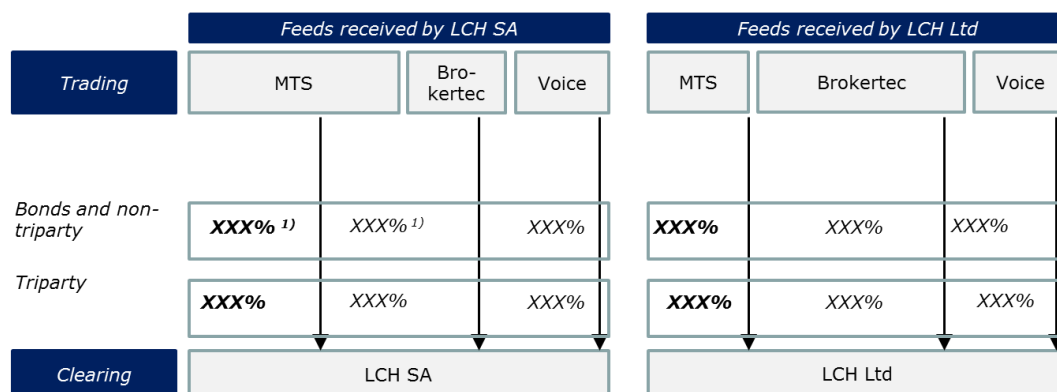 Feeds received by LCH SA
Feeds received by LCH Ltd
Trading
MTS
Bro-
kertec
Voice
MTS
Brokertec
Voice
Bonds and non-
triparty
XXX% 1)
XXX% 1)
XXX%
XXX%
XXX%
XXX%
Triparty
XXX%
XXX%
XXX%
XXX%
XXX%
XXX%
Clearing
LCH SA
LCH Ltd